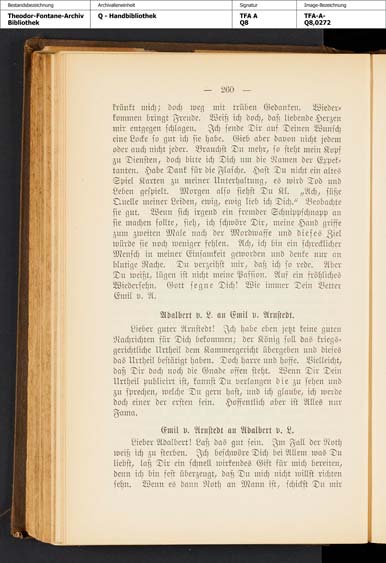 Bestandsbezeichnung
Archivalieneinheit
Signatur
Image-Bezeichnung
Theodor-Fontane-Archiv
Bibliothek
Q - Handbibliothek
TFA A
Q8
TFA-A-
Q8,0272
— 260 —
kränkt mich; doch weg mit trüben Gedanken. Wieder-
kommen bringt Freude. Weiß ich doch, daß liebende Herzen
mir entgegen schlagen. Ich sende Dir auf Deinen Wunsch
eine Locke so gut ich sie habe. Gieb aber davon nicht jedem
oder auch nicht jeder. Brauchst Du mehr, so steht mein Kopf
zu Diensten, doch bitte ich Dich um die Namen der Expek-
tanten. Habe Dank für die Flasche. Hast Du nicht ein altes
Spiel Karten zu meiner Unterhaltung, es wird Tod und
Leben gespielt. Morgen also siehst Du Kl. „Ach, süße
Quelle meiner Leiden, ewig, ewig lieb ich Dich.“ Beobachte
sie gut. Wenn sich irgend ein fremder Schnippschnapp an
sie machen sollte, sieh, ich schwöre Dir, meine Hand griffe
zum zweiten Male nach der Mordwaffe und dieses Ziel
würde sie noch weniger fehlen. Ach, ich bin ein schrecklicher
Mensch in meiner Einsamkeit geworden und denke nur an
blutige Rache. Du verzeihst mir, daß ich so rede. Aber
Du weißt, lügen ist nicht meine Passion. Auf ein fröhliches
Wiedersehn. Gott segne Dich! Wie immer Dein Vetter
Emil v. A.
Adalbert v. L. an Emil v. Arnstedt.
Lieber guter Arnstedt! Ich habe eben jetzt keine guten
Nachrichten für Dich bekommen; der König soll das kriegs-
gerichtliche Urtheil dem Kammergericht übergeben und dieses
das Urtheil bestätigt haben. Doch harre und hoffe. Vielleicht,
daß Dir doch noch die Gnade offen steht. Wenn Dir Dein
Urtheil publicirt ist, kannst Du verlangen die zu sehen und
zu sprechen, welche Du gern hast, und ich glaube, ich werde
doch einer der ersten sein. Hoffentlich aber ist Alles nur
Fama.
Emil v. Arnstedt an Adalbert v. L.
Lieber Adalbert! Laß das gut sein. Im Fall der Noth
weiß ich zu sterben. Ich beschwöre Dich bei Allem was Du
liebst, laß Dir ein schnell wirkendes Gift für mich bereiten,
denn ich bin fest überzeugt, daß Du mich nicht willst richten
sehn. Wenn es dann Noth an Mann ist, schickst Du mir